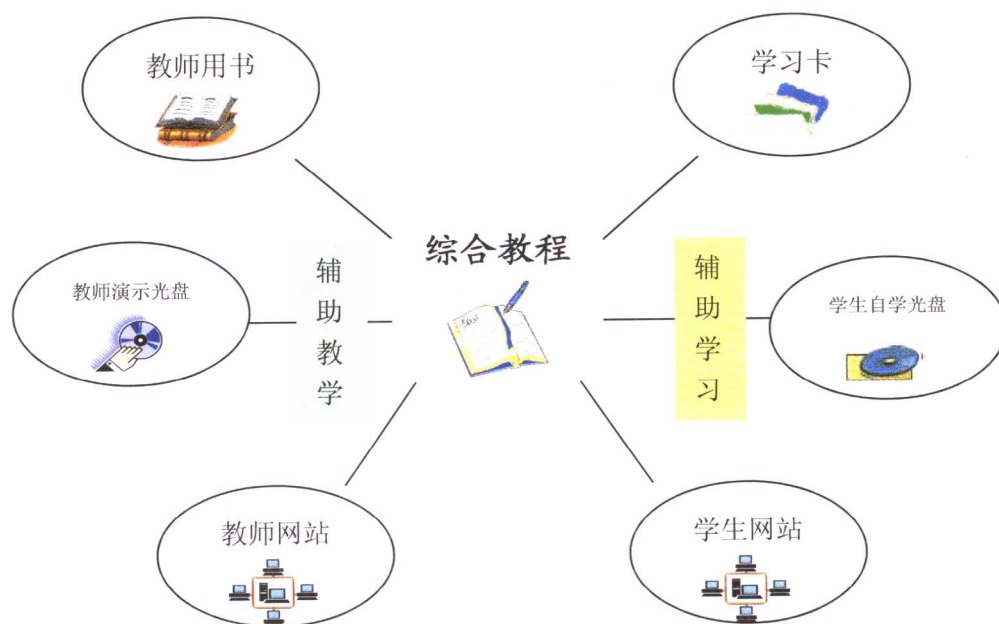 教师用书
学习卡
综合教程
教师演示光盘
辅助教学
辅助学习
学生自学光盘
教师网站
学生网站